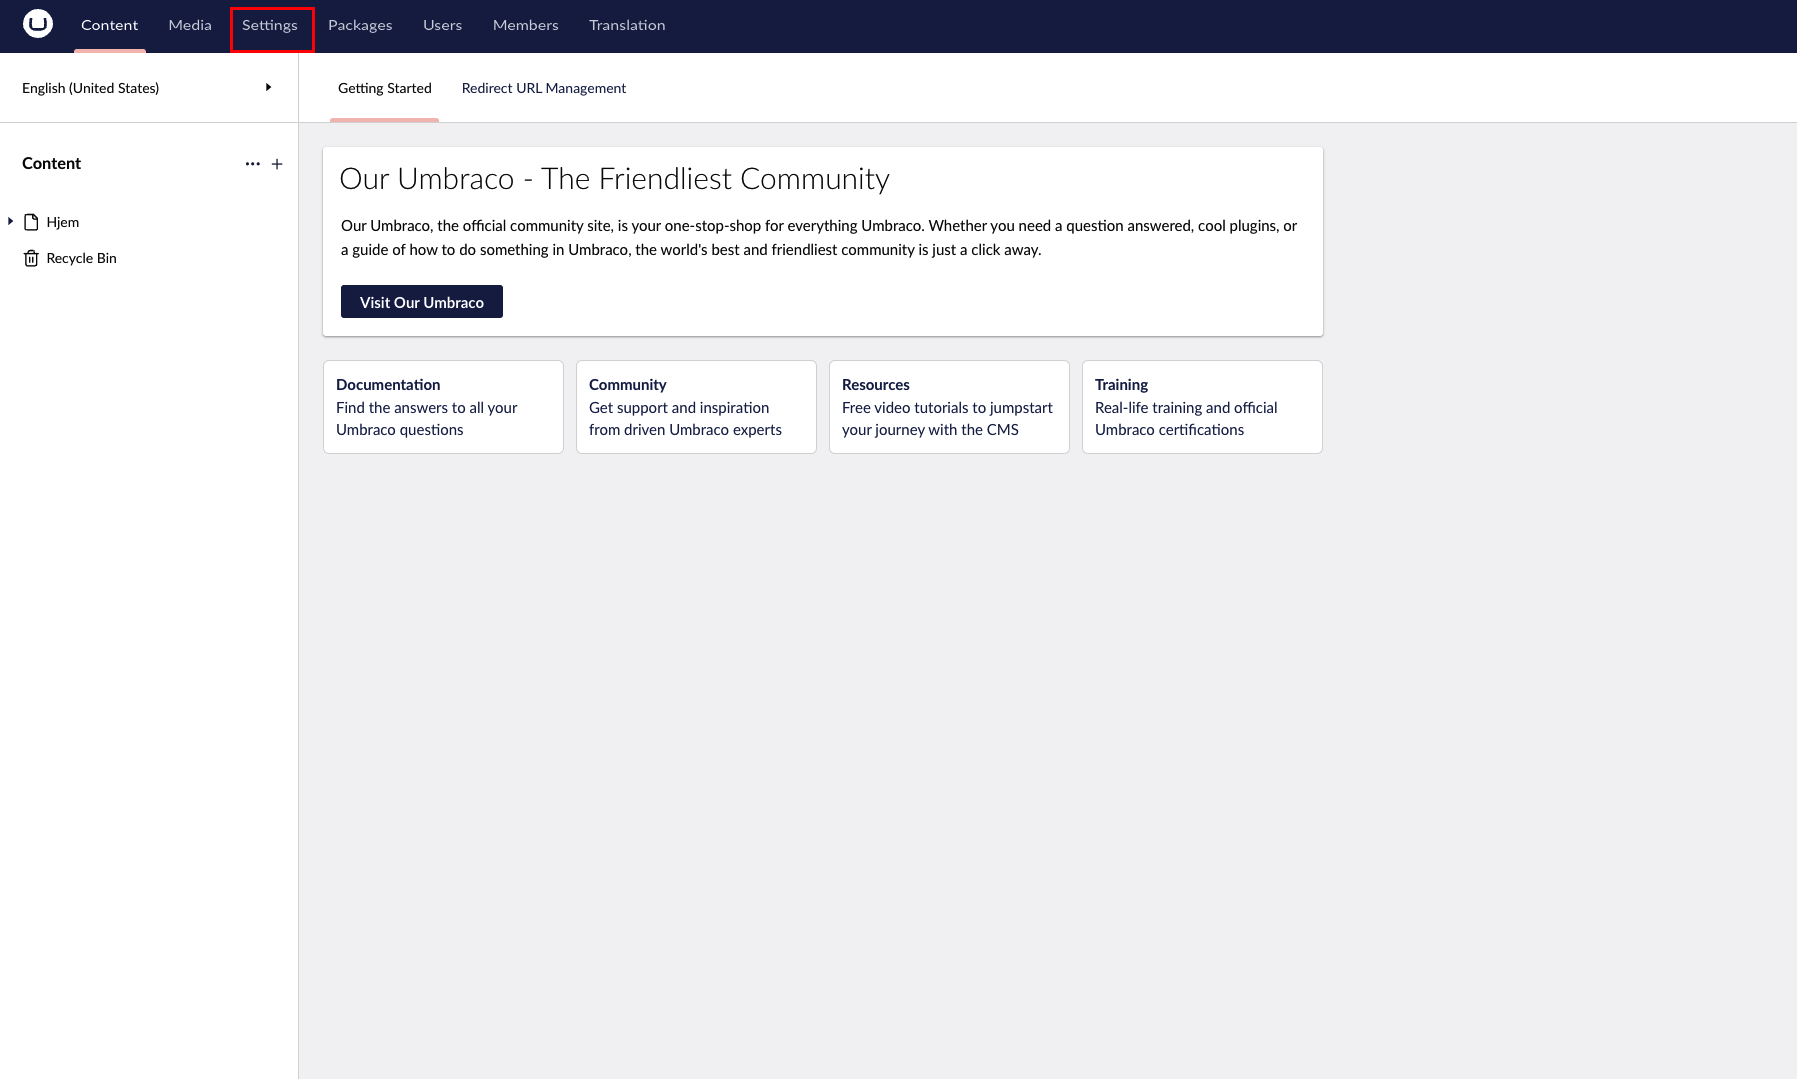 Content Media Settings Packages Users Members Translation
English (United States)
Getting Started Redirect URL Management
Content
Hjem
Recycle Bin
Our Umbraco - The Friendliest Community
Our Umbraco, the official community site, is your one-stop-shop for everything Umbraco. Whether you need a question answered, cool plugins, or
a guide of how to do something in Umbraco, the world's best and friendliest community is just a click away.
Visit Our Umbraco
Documentation
Find the answers to all your
Umbraco questions
Community
Get support and inspiration
from driven Umbraco experts
Resources
Free video tutorials to jumpstart
your journey with the CMS
Training
Real-life training and official
Umbraco certifications